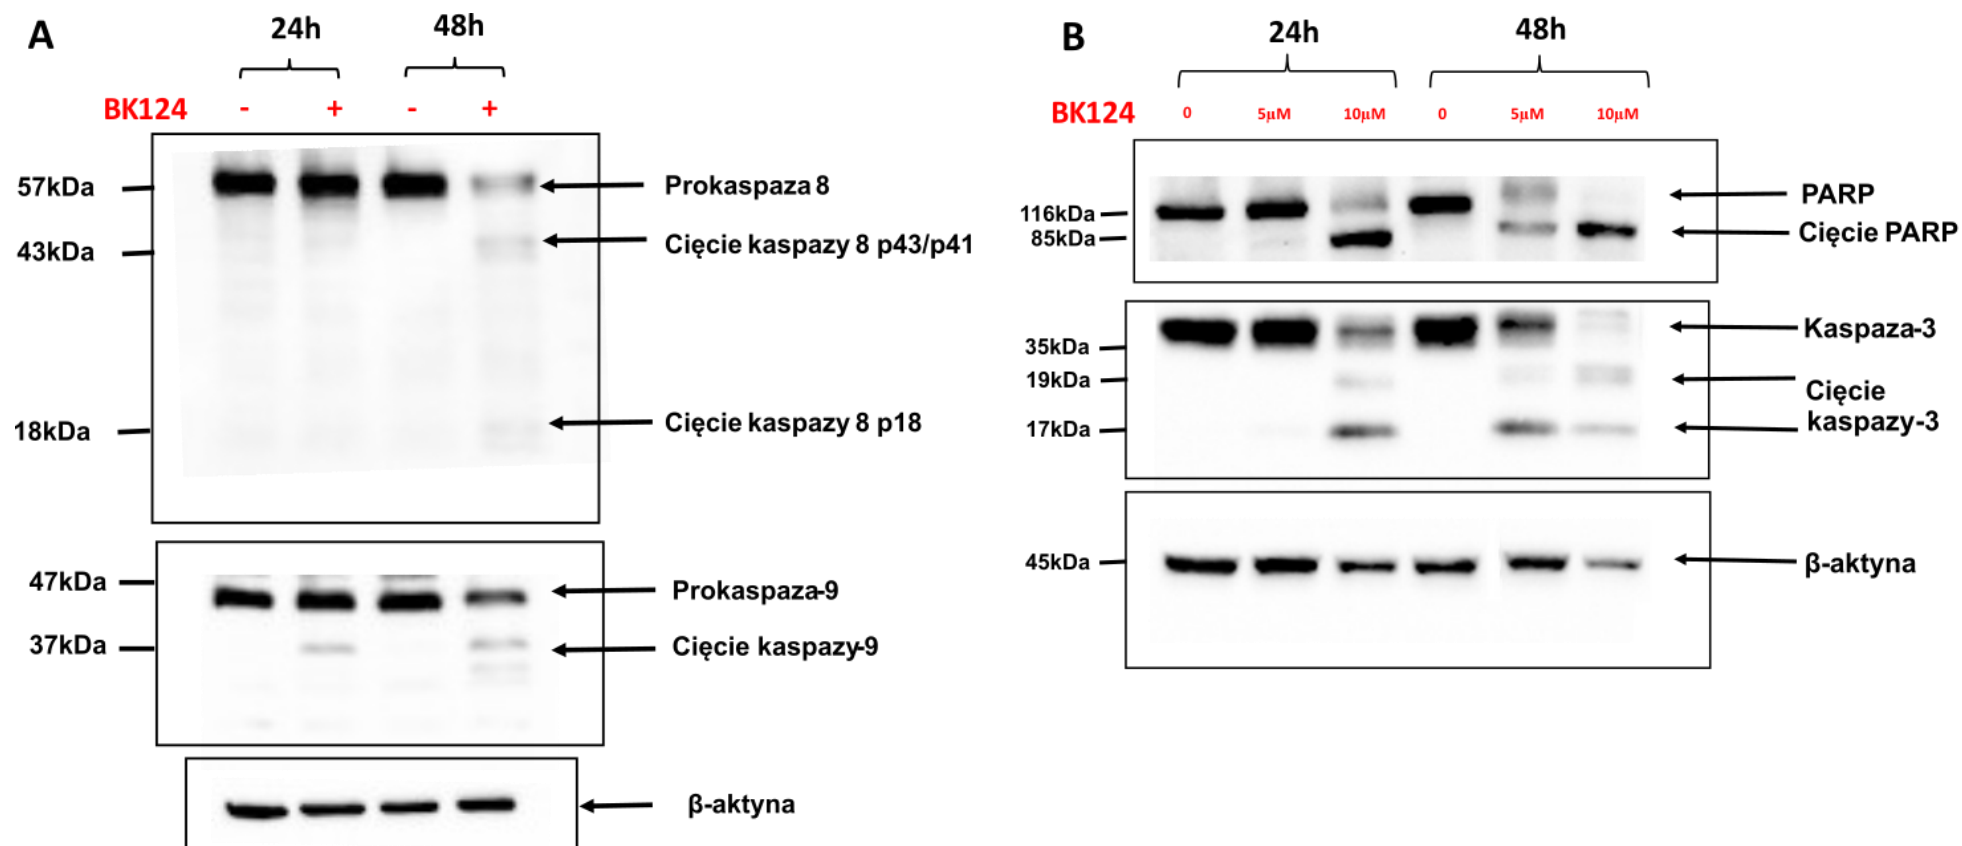 A
24h
48h
BK124
-
+
-
+
57kDa
Prokaspaza 8
43kDa
Cięcie kaspazy 8 p43/p41
18kDa
Cięcie kaspazy 8 p18
47kDa
Prokaspaza-9
37kDa
Cięcie kaspazy-9
β-aktyna
B
24h
48h
BK124
0
5µM
10µM
0
5µM
10µM
PARP
116kDa
85kDa
Cięcie PARP
Kaspaza-3
35kDa
19kDa
Cięcie
kaspazy-3
17kDa
45kDa
β-aktyna